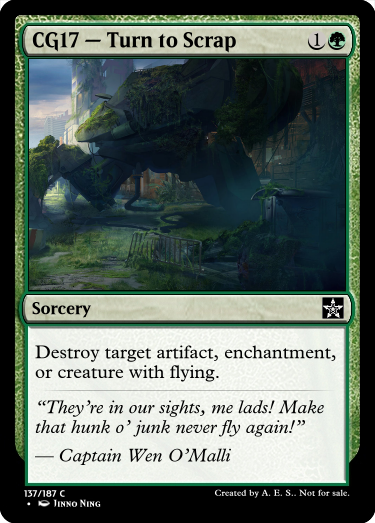 CG17 — Turn to Scrap 1
Sorcery
Destroy target artifact, enchantment,
or creature with flying.
“They’re in our sights, me lads! Make
that hunk o’ junk never fly again!”
— Captain Wen O’Malli
137/187 C Created by A. E. S.. Not for sale.
• Jinno Ning